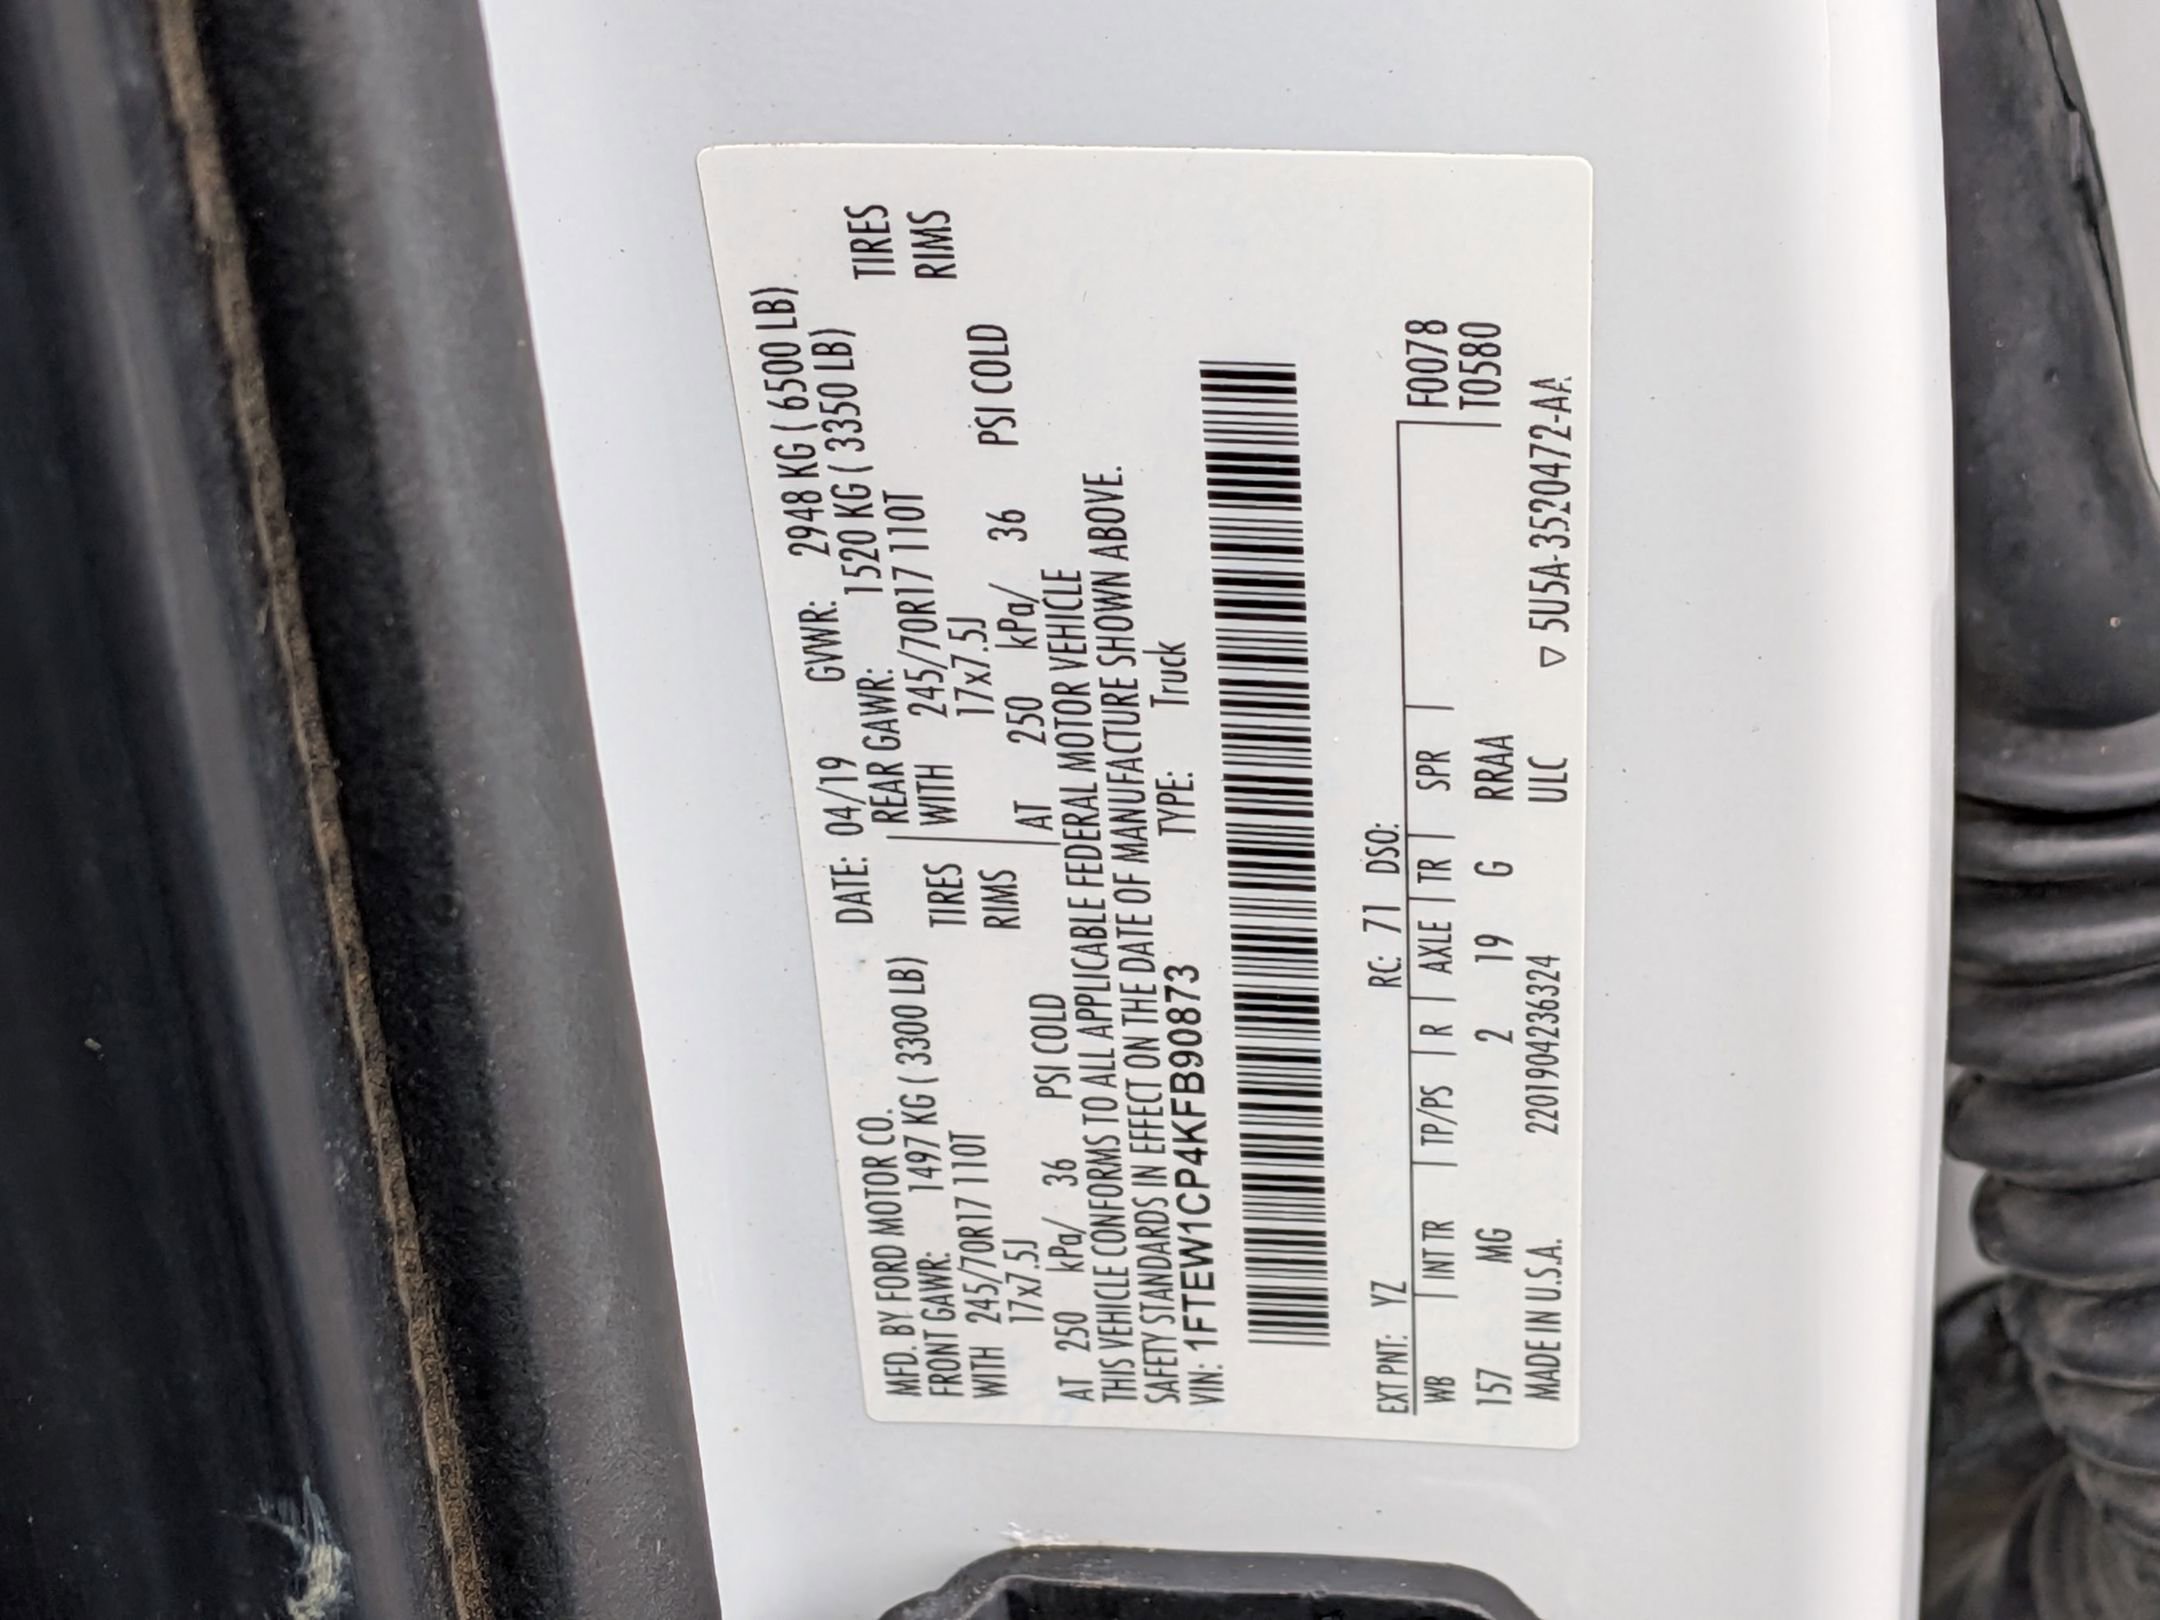 MFD. BY FORD MOTOR CO. DATE: 04/19 GVWR: 2948 KG ( 6500 LB)
FRONT GAWR: 1497 KG ( 3300 LB) REAR GAWR: 1520 KG ( 3350 LB)
WITH 245/70R17 110T TIRES WITH 245/70R17 110T TIRES
17x7.5J RIMS 17x7.5J RIMS
AT 250 kPa/ 36 PSI COLD AT 250 kPa/ 36 PSI COLD
THIS VEHICLE CONFORMS TO ALL APPLICABLE FEDERAL MOTOR VEHICLE
SAFETY STANDARDS IN EFFECT ON THE DATE OF MANUFACTURE SHOWN ABOVE.
VIN: 1FTEW1CP4KFB90873 TYPE: Truck
EXT PNT: YZ RC: 71 DSO: F0078
WB | INT TR | TP/PS | R | AXLE | TR | SPR | T0580
157 MG 2 19 G RRAA
MADE IN U.S.A. 2201904236324 ULC ▽ 5U5A-3520472-AA